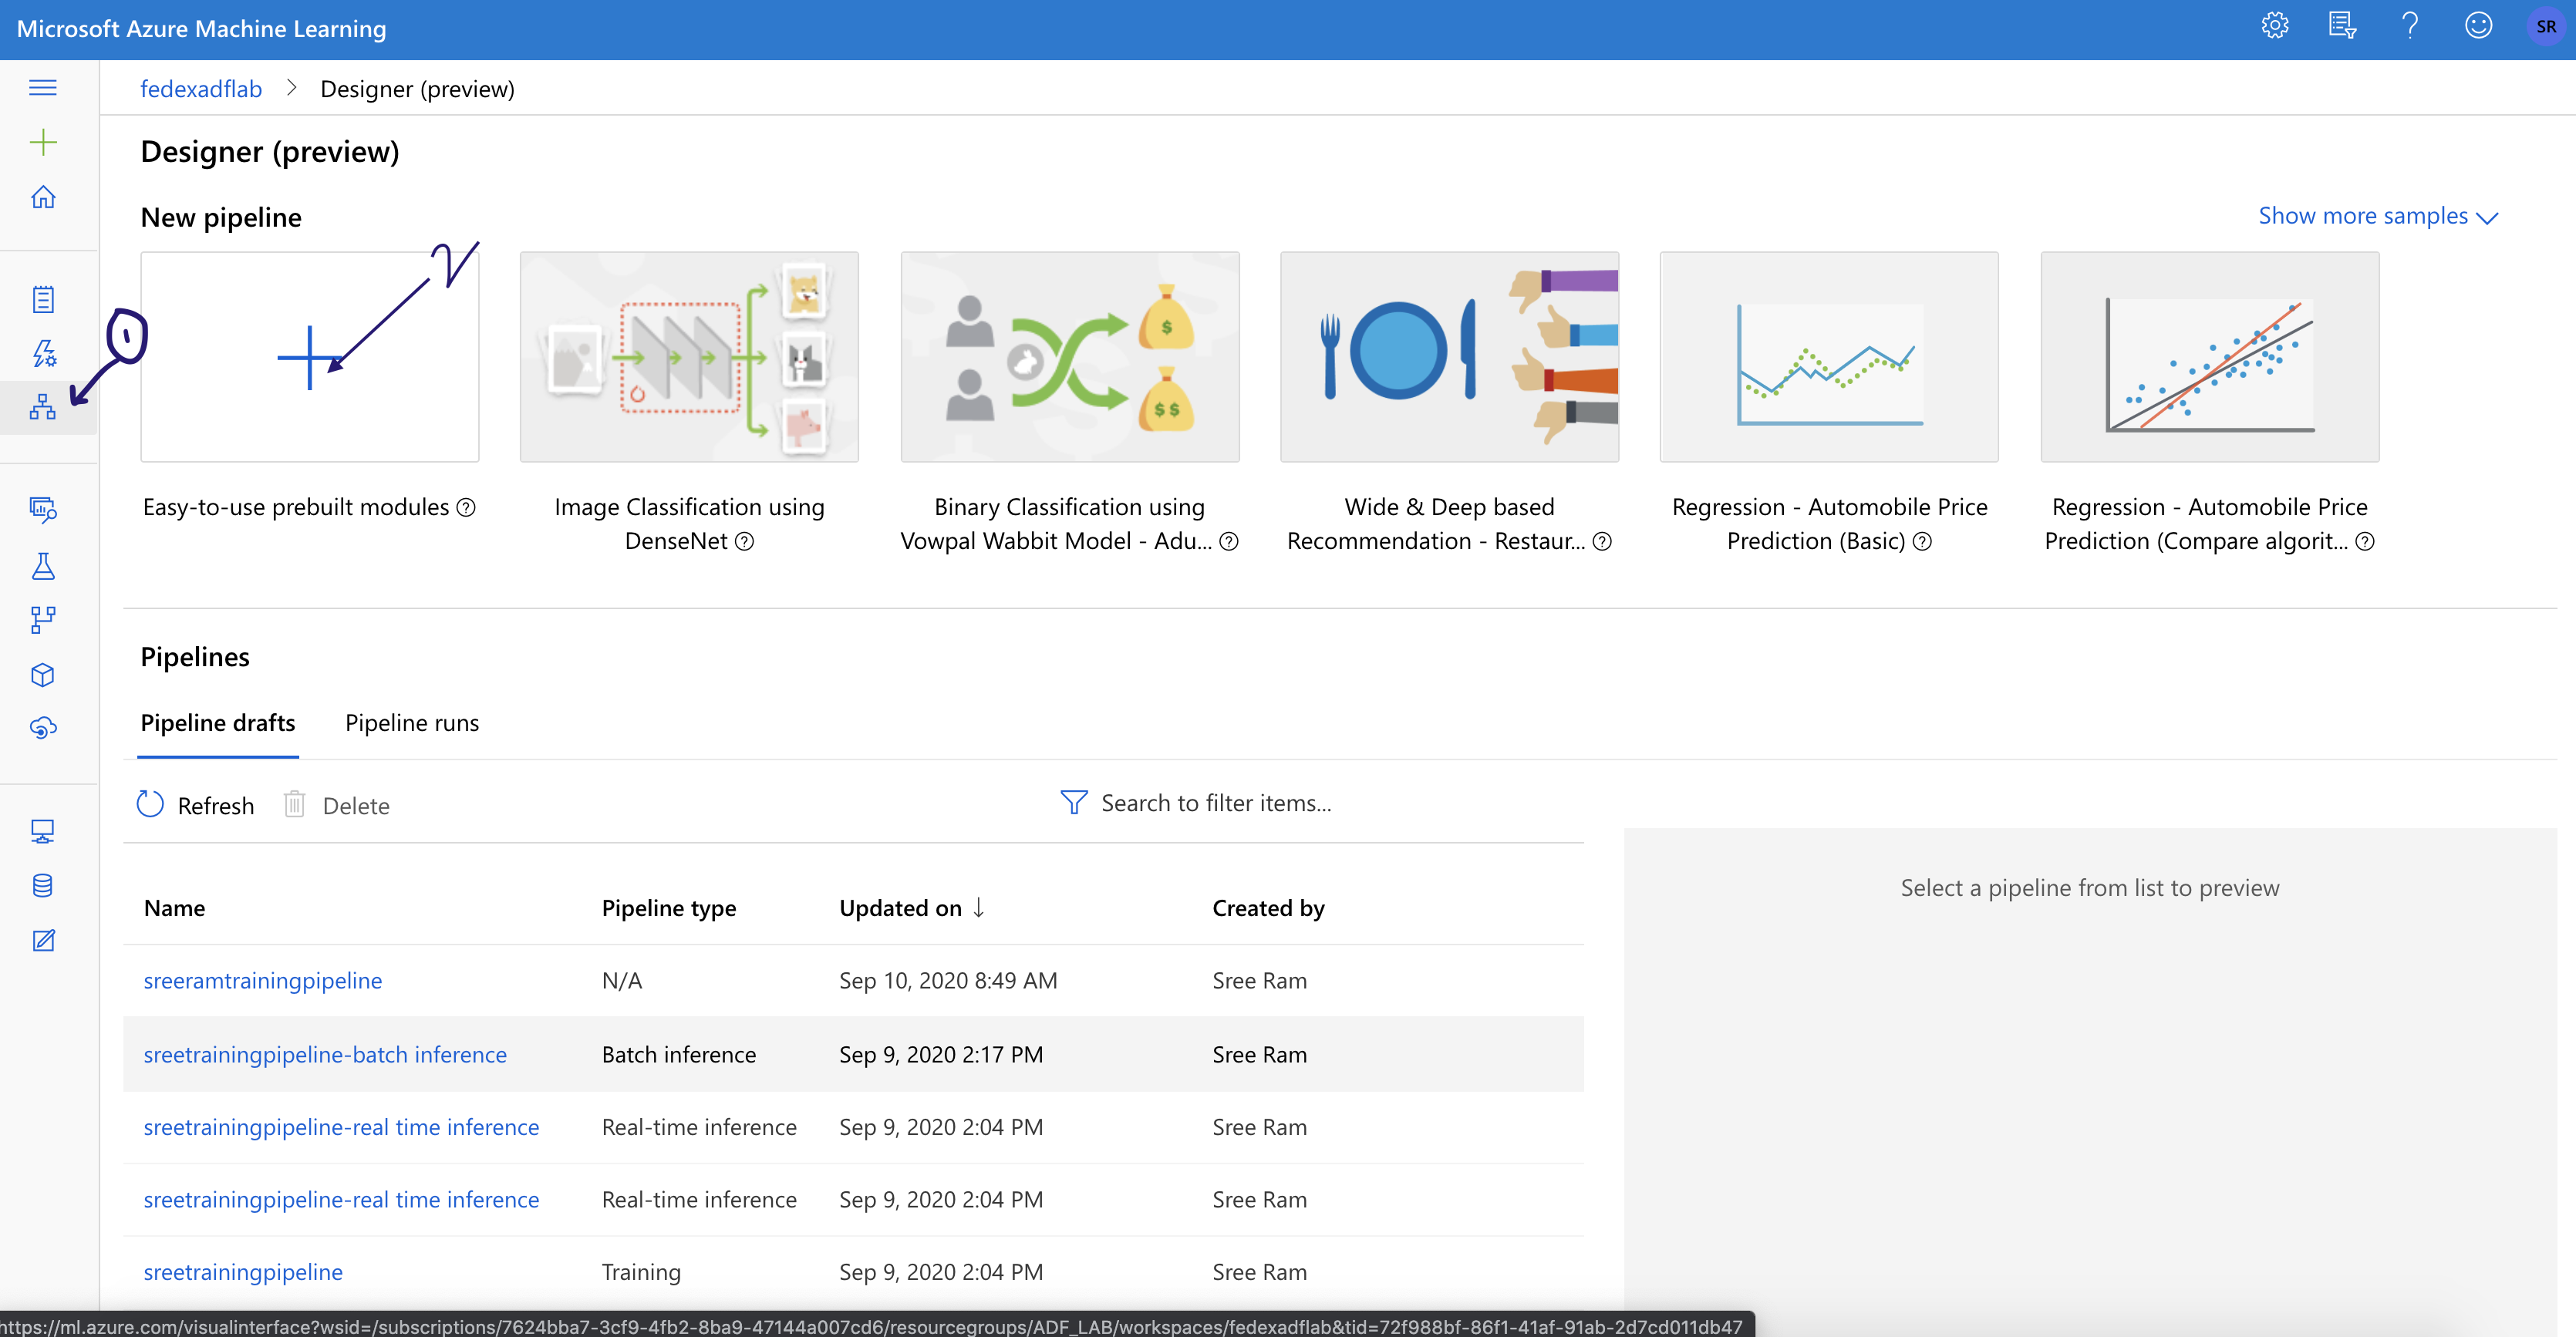 Microsoft Azure Machine Learning
SR
fedexadflab > Designer (preview)
Designer (preview)
New pipeline
Show more samples
1
2
$
$$
Easy-to-use prebuilt modules
Image Classification using
DenseNet
Binary Classification using
Vowpal Wabbit Model - Adu...
Wide & Deep based
Recommendation - Restaur...
Regression - Automobile Price
Prediction (Basic)
Regression - Automobile Price
Prediction (Compare algorit...
Pipelines
Pipeline drafts Pipeline runs
Refresh Delete Search to filter items...
Select a pipeline from list to preview
Name Pipeline type Updated on ↓ Created by
sreeramtrainingpipeline N/A Sep 10, 2020 8:49 AM Sree Ram
sreetrainingpipeline-batch inference Batch inference Sep 9, 2020 2:17 PM Sree Ram
sreetrainingpipeline-real time inference Real-time inference Sep 9, 2020 2:04 PM Sree Ram
sreetrainingpipeline-real time inference Real-time inference Sep 9, 2020 2:04 PM Sree Ram
sreetrainingpipeline Training Sep 9, 2020 2:04 PM Sree Ram
https://ml.azure.com/visualinterface?wsid=/subscriptions/7624bba7-3cf9-4fb2-8ba9-47144a007cd6/resourcegroups/ADF_LAB/workspaces/fedexadflab&tid=72f988bf-86f1-41af-91ab-2d7cd011db47